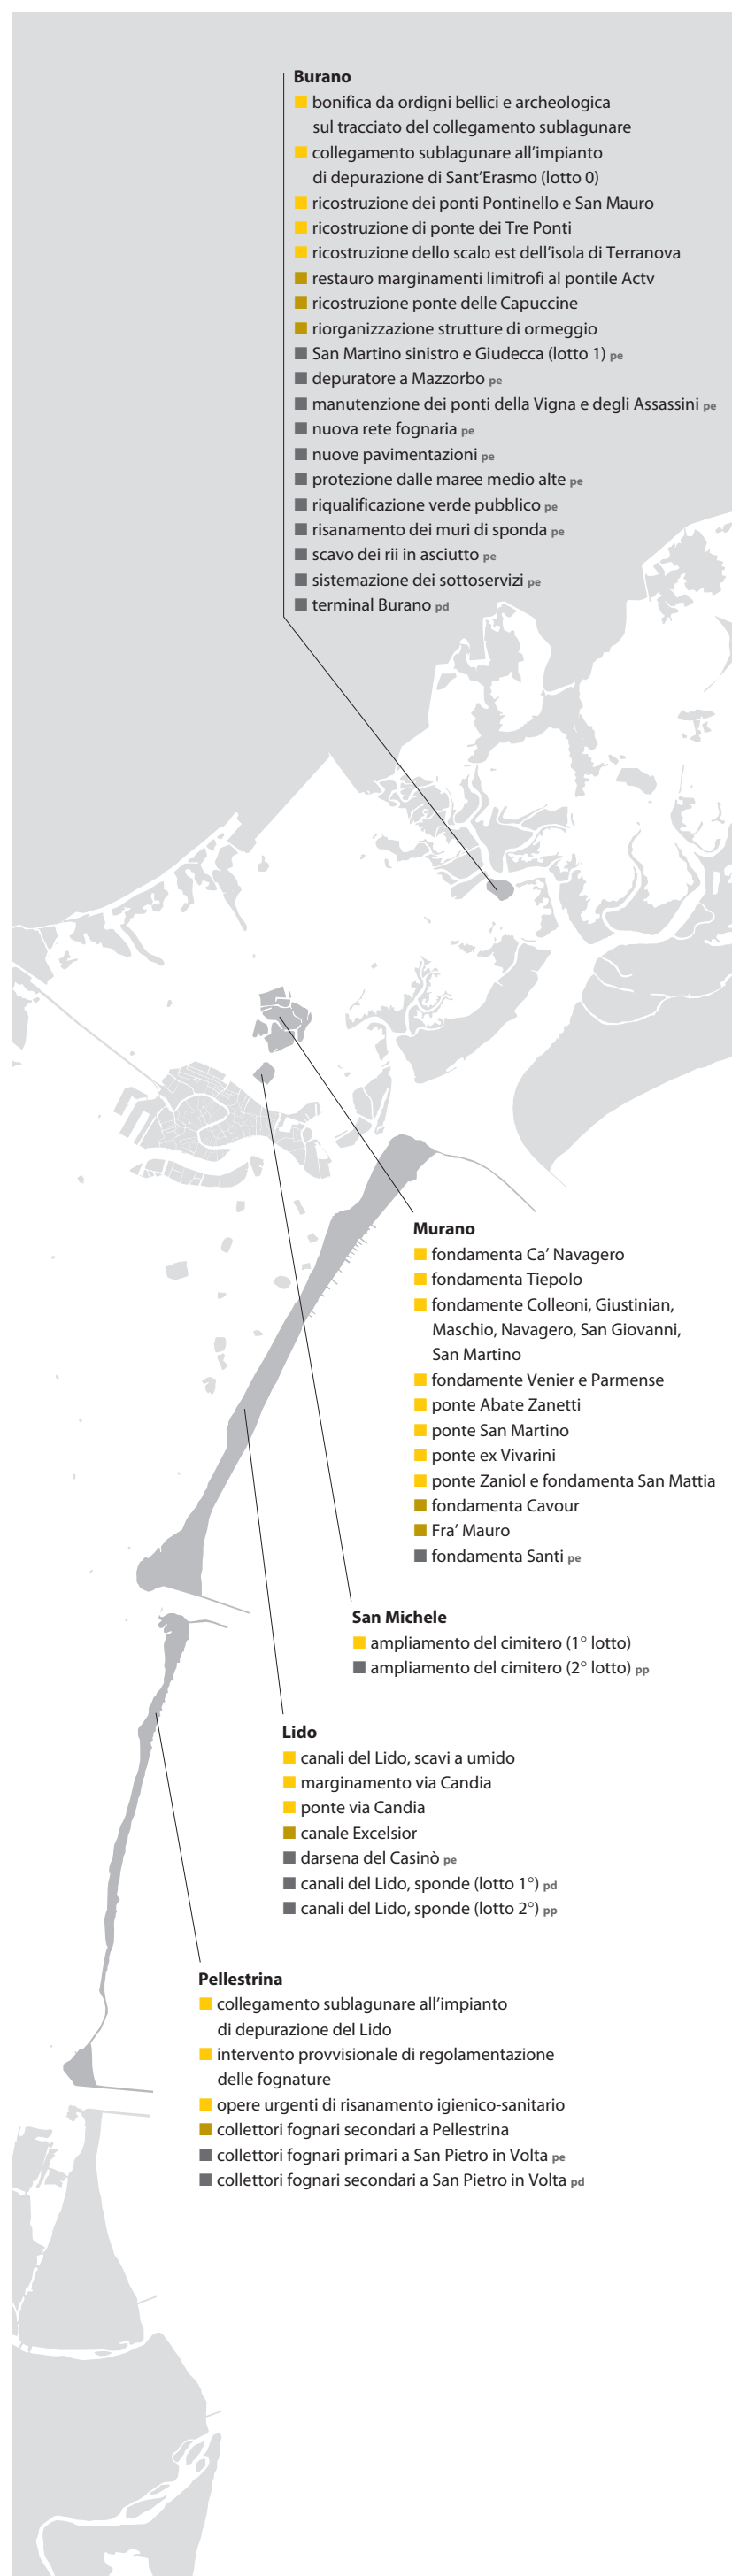 Burano
bonifica da ordigni bellici e archeologica
sul tracciato del collegamento sublagunare
collegamento sublagunare all’impianto
di depurazione di Sant’Erasmo (lotto 0)
ricostruzione dei ponti Pontinello e San Mauro
ricostruzione di ponte dei Tre Ponti
ricostruzione dello scalo est dell’isola di Terranova
restauro marginamenti limitrofi al pontile Actv
ricostruzione ponte delle Capuccine
riorganizzazione strutture di ormeggio
San Martino sinistro e Giudecca (lotto 1) pe
depuratore a Mazzorbo pe
manutenzione dei ponti della Vigna e degli Assassini pe
nuova rete fognaria pe
nuove pavimentazioni pe
protezione dalle maree medio alte pe
riqualificazione verde pubblico pe
risanamento dei muri di sponda pe
scavo dei rii in asciutto pe
sistemazione dei sottoservizi pe
terminal Burano pd
Murano
fondamenta Ca’ Navagero
fondamenta Tiepolo
fondamente Colleoni, Giustinian,
Maschio, Navagero, San Giovanni,
San Martino
fondamente Venier e Parmense
ponte Abate Zanetti
ponte San Martino
ponte ex Vivarini
ponte Zaniol e fondamenta San Mattia
fondamenta Cavour
Fra’ Mauro
fondamenta Santi pe
San Michele
ampliamento del cimitero (1° lotto)
ampliamento del cimitero (2° lotto) pp
Lido
canali del Lido, scavi a umido
marginamento via Candia
ponte via Candia
canale Excelsior
darsena del Casinò pe
canali del Lido, sponde (lotto 1°) pd
canali del Lido, sponde (lotto 2°) pp
Pellestrina
collegamento sublagunare all’impianto
di depurazione del Lido
intervento provvisionale di regolamentazione
delle fognature
opere urgenti di risanamento igienico-sanitario
collettori fognari secondari a Pellestrina
collettori fognari primari a San Pietro in Volta pe
collettori fognari secondari a San Pietro in Volta pd